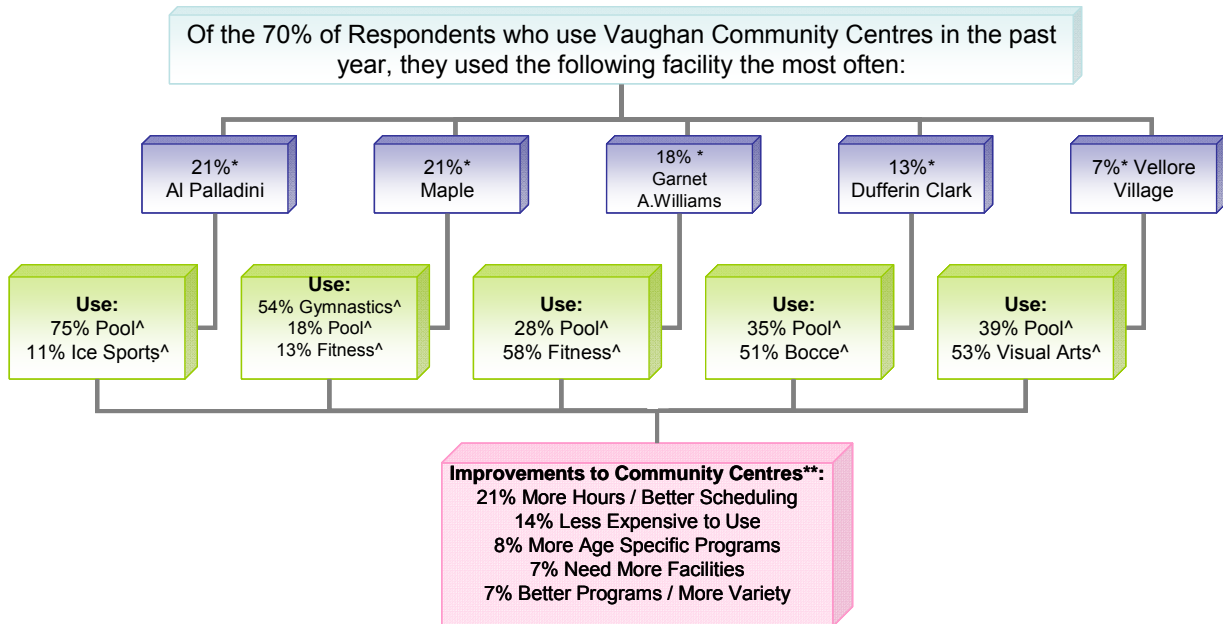 Of the 70% of Respondents who use Vaughan Community Centres in the past
year, they used the following facility the most often:
21%*
Al Palladini
21%*
Maple
18% *
Garnet
A.Williams
13%*
Dufferin Clark
7%* Vellore
Village
Use:
75% Pool^
11% Ice Sports^
Use:
54% Gymnastics^
18% Pool^
13% Fitness^
Use:
28% Pool^
58% Fitness^
Use:
35% Pool^
51% Bocce^
Use:
39% Pool^
53% Visual Arts^
Improvements to Community Centres**:
21% More Hours / Better Scheduling
14% Less Expensive to Use
8% More Age Specific Programs
7% Need More Facilities
7% Better Programs / More Variety